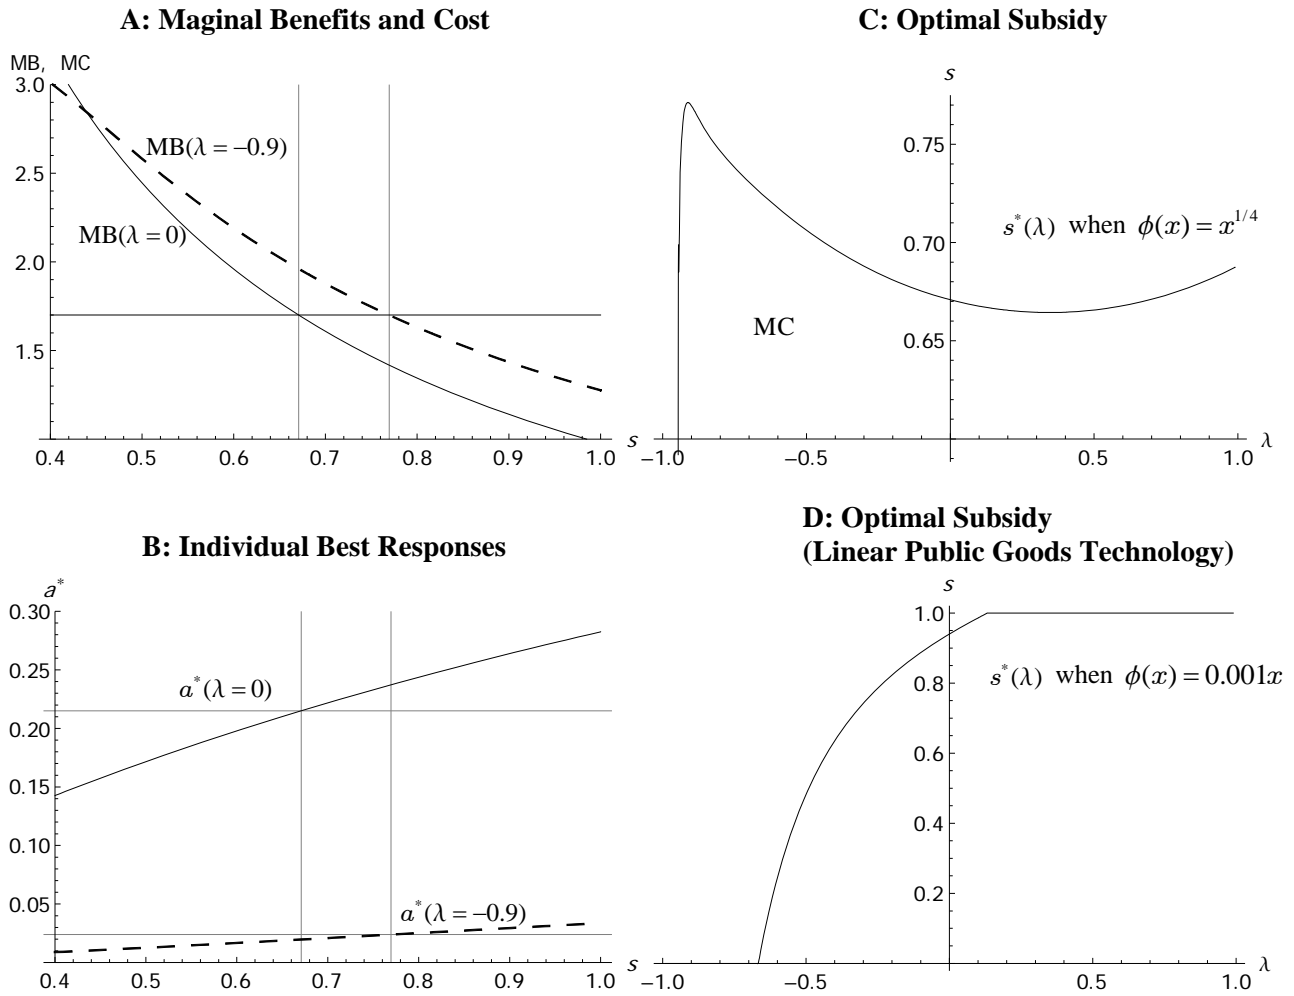 A: Maginal Benefits and Cost
MB, MC
3.0
2.5
2.0
1.5
MB(λ = −0.9)
MB(λ = 0)
0.4 0.5 0.6 0.7 0.8 0.9 1.0
s
C: Optimal Subsidy
s
0.75
0.70
0.65
s*(λ) when ϕ(x) = x^{1/4}
MC
−1.0 −0.5 0.5 1.0
λ
B: Individual Best Responses
a*
0.30
0.25
0.20
0.15
0.10
0.05
a*(λ = 0)
a*(λ = −0.9)
0.4 0.5 0.6 0.7 0.8 0.9 1.0
s
D: Optimal Subsidy
(Linear Public Goods Technology)
s
1.0
0.8
0.6
0.4
0.2
s*(λ) when ϕ(x) = 0.001x
−1.0 −0.5 0.5 1.0
λ